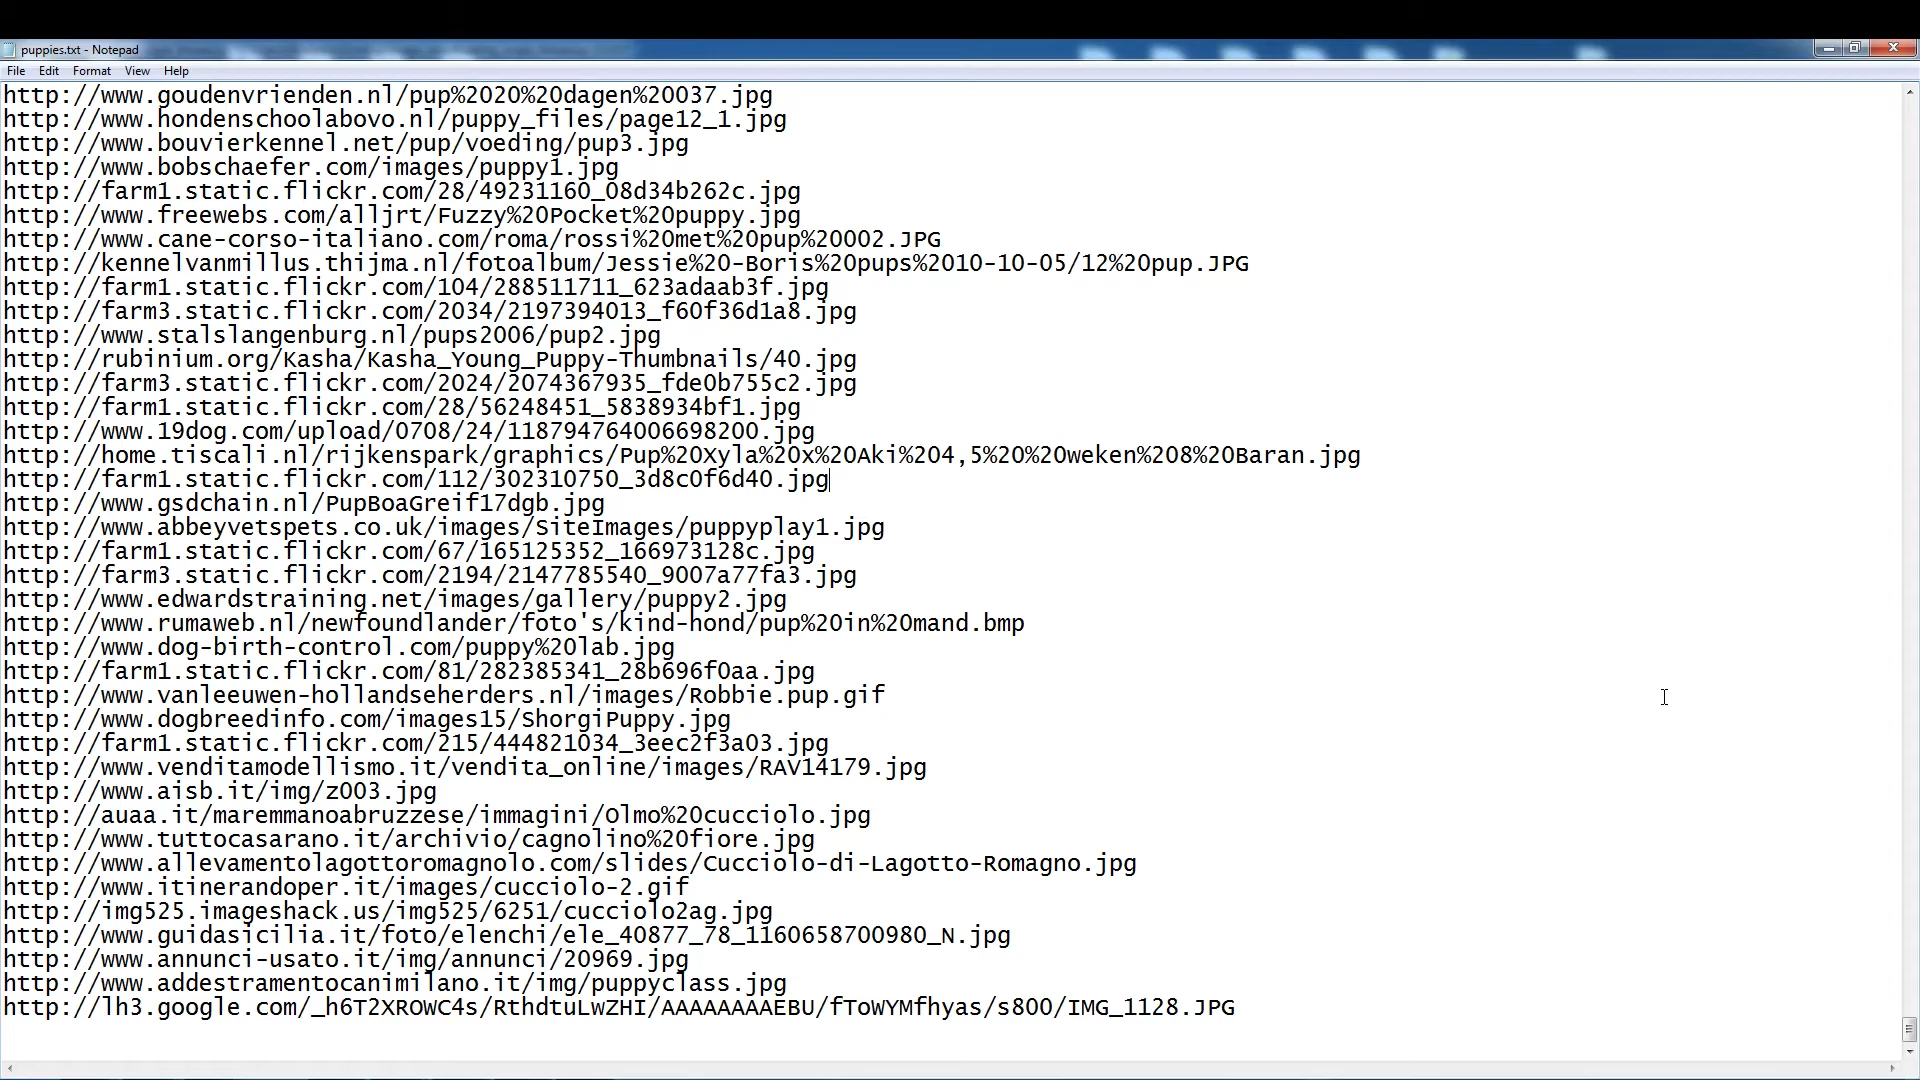 puppies.txt - Notepad
File Edit Format View Help
http://www.goudenvrienden.nl/pup%2020%20dagen%20037.jpg
http://www.hondenschoolabovo.nl/puppy_files/page12_1.jpg
http://www.bouvierkennel.net/pup/voeding/pup3.jpg
http://www.bobschaefer.com/images/puppy1.jpg
http://farm1.static.flickr.com/28/49231160_08d34b262c.jpg
http://www.freewebs.com/alljrt/Fuzzy%20Pocket%20puppy.jpg
http://www.cane-corso-italiano.com/roma/rossi%20met%20pup%20002.JPG
http://kennelvanmillus.thijma.nl/fotoalbum/Jessie%20-Boris%20pups%2010-10-05/12%20pup.JPG
http://farm1.static.flickr.com/104/288511711_623adaab3f.jpg
http://farm3.static.flickr.com/2034/2197394013_f60f36d1a8.jpg
http://www.stalslangenburg.nl/pups2006/pup2.jpg
http://rubinium.org/Kasha/Kasha_Young_Puppy-Thumbnails/40.jpg
http://farm3.static.flickr.com/2024/2074367935_fde0b755c2.jpg
http://farm1.static.flickr.com/28/56248451_5838934bf1.jpg
http://www.19dog.com/upload/0708/24/118794764006698200.jpg
http://home.tiscali.nl/rijkenspark/graphics/Pup%20Xyla%20x%20Aki%204,5%20%20weken%208%20Baran.jpg
http://farm1.static.flickr.com/112/302310750_3d8c0f6d40.jpg
http://www.gsdchain.nl/PupBoaGreif17dgb.jpg
http://www.abbeyvetspets.co.uk/images/SiteImages/puppyplay1.jpg
http://farm1.static.flickr.com/67/165125352_166973128c.jpg
http://farm3.static.flickr.com/2194/2147785540_9007a77fa3.jpg
http://www.edwardstraining.net/images/gallery/puppy2.jpg
http://www.rumaweb.nl/newfoundlander/foto's/kind-hond/pup%20in%20mand.bmp
http://www.dog-birth-control.com/puppy%20lab.jpg
http://farm1.static.flickr.com/81/282385341_28b696f0aa.jpg
http://www.vanleeuwen-hollandseherders.nl/images/Robbie.pup.gif
http://www.dogbreedinfo.com/images15/ShorgiPuppy.jpg
http://farm1.static.flickr.com/215/444821034_3eec2f3a03.jpg
http://www.venditamodellismo.it/vendita_online/images/RAV14179.jpg
http://www.aisb.it/img/z003.jpg
http://auaa.it/maremmanoabruzzese/immagini/Olmo%20cucciolo.jpg
http://www.tuttocasarano.it/archivio/cagnolino%20fiore.jpg
http://www.allevamentolagottoromagnolo.com/slides/Cucciolo-di-Lagotto-Romagno.jpg
http://www.itinerandoper.it/images/cucciolo-2.gif
http://img525.imageshack.us/img525/6251/cucciolo2ag.jpg
http://www.guidasicilia.it/foto/elenchi/ele_40877_78_1160658700980_N.jpg
http://www.annunci-usato.it/img/annunci/20969.jpg
http://www.addestramentocanimilano.it/img/puppyclass.jpg
http://lh3.google.com/_h6T2XROWC4s/RthdtuLwZHI/AAAAAAAAEBU/fToWYMfhyas/s800/IMG_1128.JPG